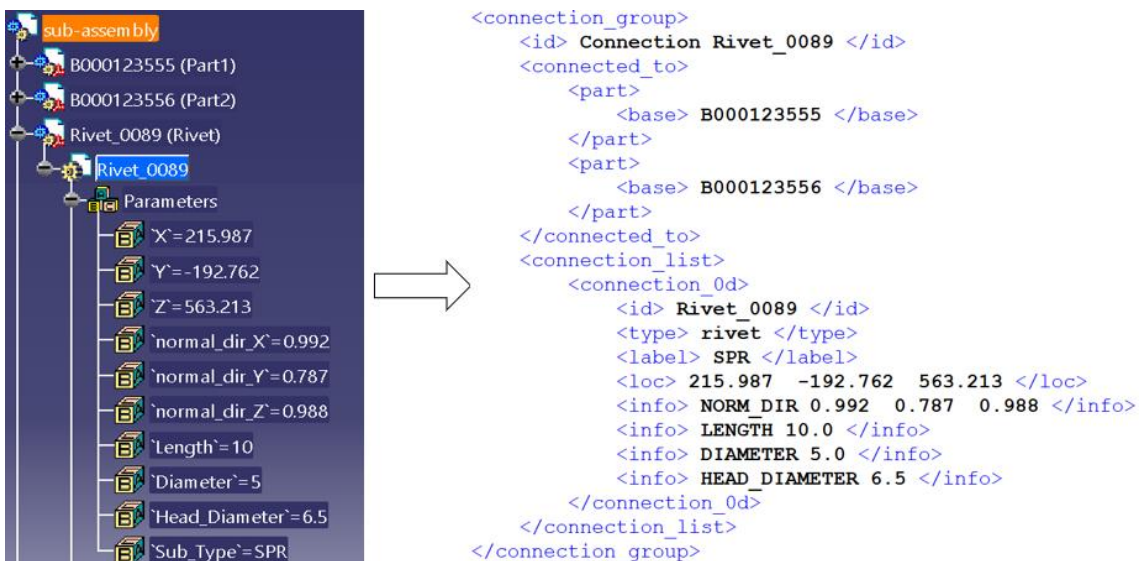 sub-assembly
B000123555 (Part1)
B000123556 (Part2)
Rivet_0089 (Rivet)
Rivet_0089
Parameters
`X`=215.987
`Y`=-192.762
`Z`=563.213
`normal_dir_X`=0.992
`normal_dir_Y`=0.787
`normal_dir_Z`=0.988
`Length`=10
`Diameter`=5
`Head_Diameter`=6.5
`Sub_Type`=SPR
<connection_group>
<id> Connection Rivet_0089 </id>
<connected_to>
<part>
<base> B000123555 </base>
</part>
<part>
<base> B000123556 </base>
</part>
</connected_to>
<connection_list>
<connection_0d>
<id> Rivet_0089 </id>
<type> rivet </type>
<label> SPR </label>
<loc> 215.987 -192.762 563.213 </loc>
<info> NORM_DIR 0.992 0.787 0.988 </info>
<info> LENGTH 10.0 </info>
<info> DIAMETER 5.0 </info>
<info> HEAD_DIAMETER 6.5 </info>
</connection_0d>
</connection_list>
</connection_group>